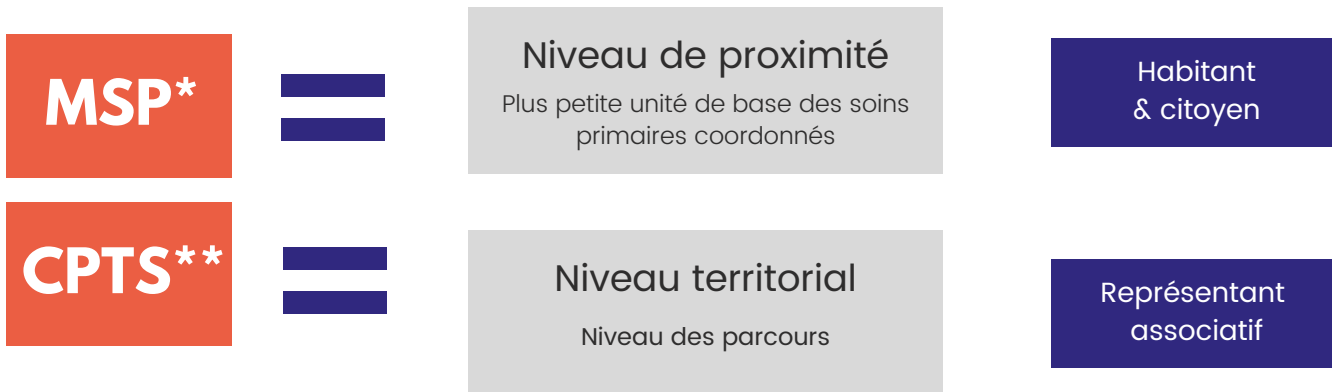 MSP*
Niveau de proximité
Plus petite unité de base des soins
primaires coordonnés
Habitant
& citoyen
CPTS**
Niveau territorial
Niveau des parcours
Représentant
associatif